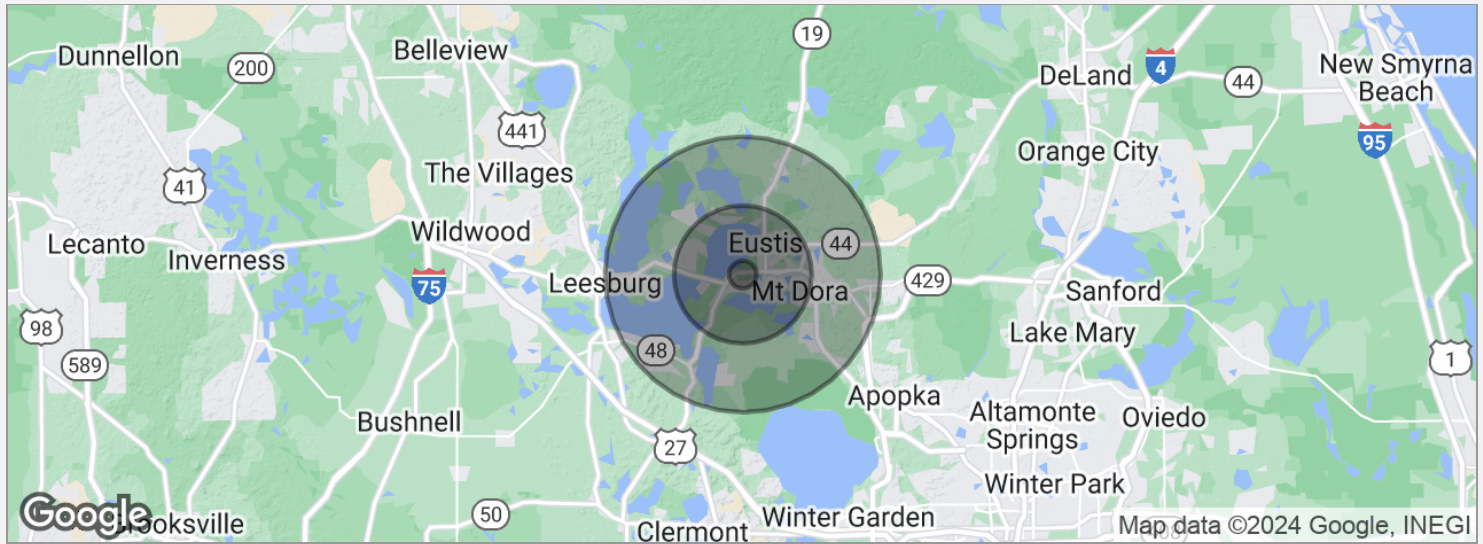 19
Dunnellon
Belleview
200
4
DeLand
44
New Smyrna
Beach
441
95
Orange City
The Villages
41
Wildwood
Eustis
44
Lecanto
Inverness
75
Leesburg
Mt Dora
429
Sanford
98
Lake Mary
48
589
1
Apopka
Altamonte
Springs
Oviedo
Bushnell
27
Winter Park
50
Google
Brooksville
Clermont
Winter Garden
Map data ©2024 Google, INEGI